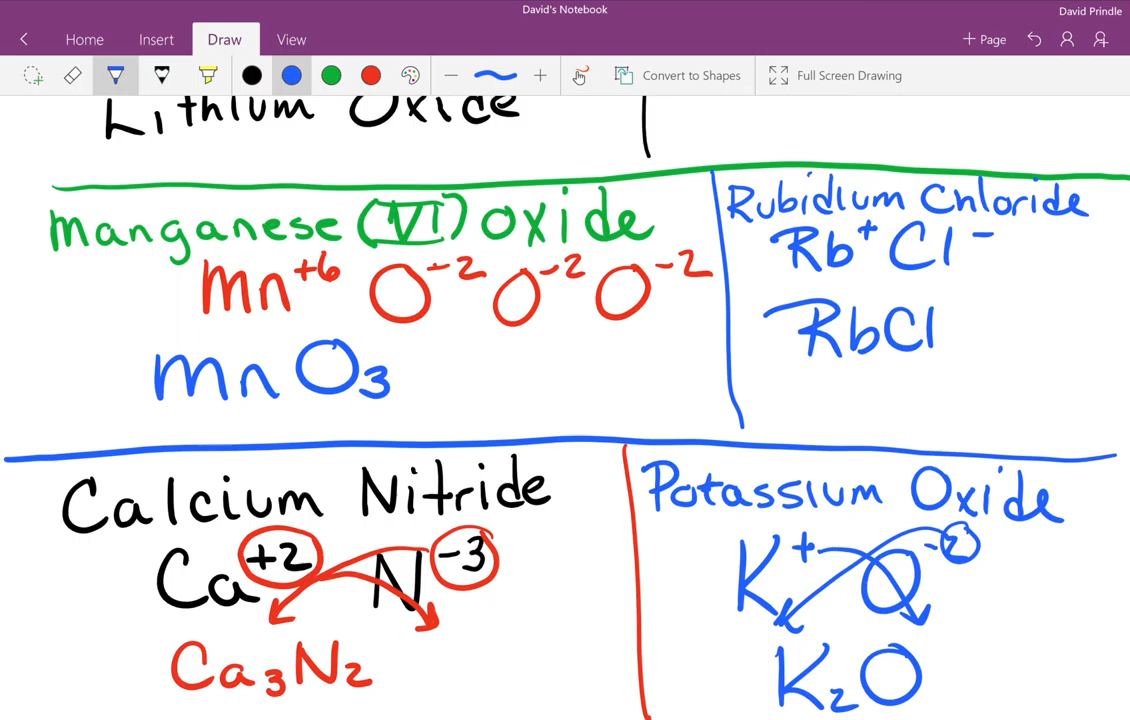 David's Notebook
David Prindle
Home Insert Draw View
+ Page
Convert to Shapes
Full Screen Drawing
Lithium Oxide
Manganese (VI) Oxide
Mn+6 O-2 O-2 O-2
MnO3
Rubidium Chloride
Rb+ Cl-
RbCl
Calcium Nitride
Ca+2 N-3
Ca3N2
Potassium Oxide
K+ O-2
K2O